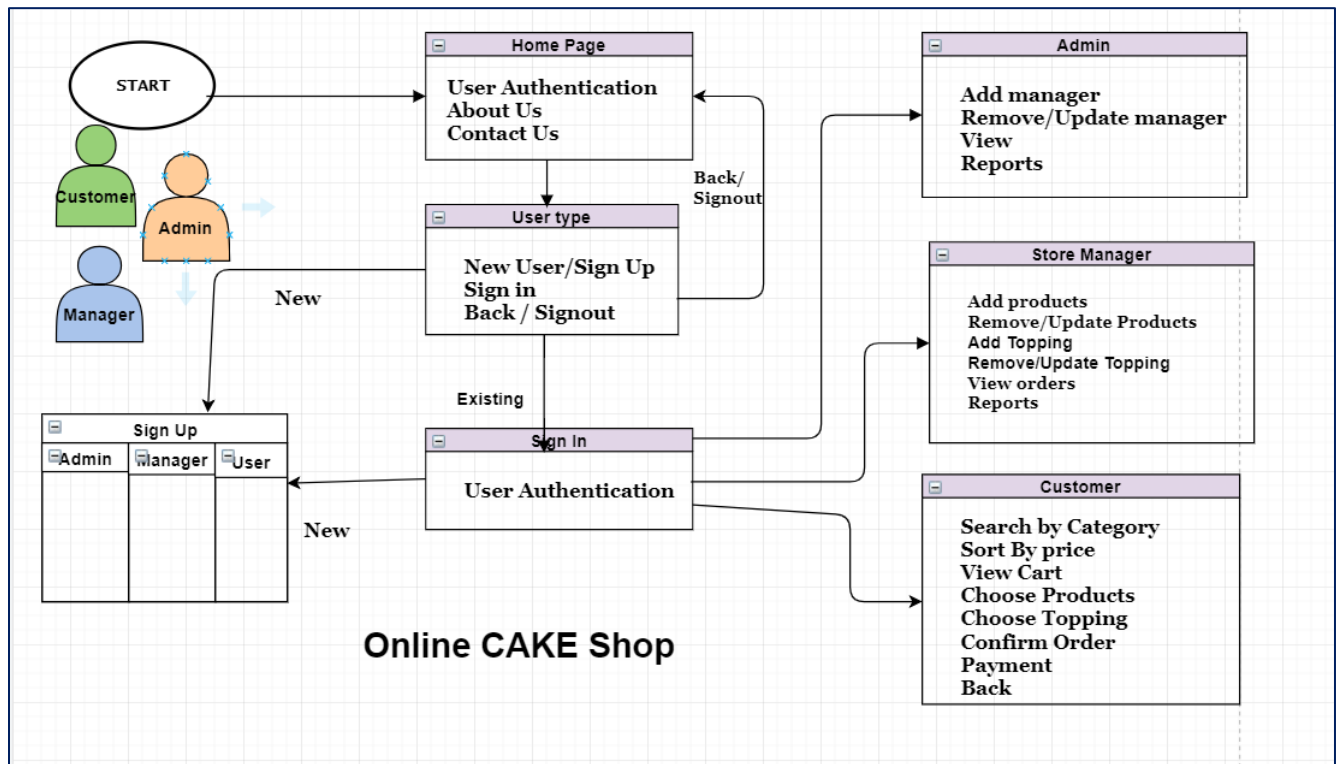 START
Customer
Admin
Manager
Home Page
User Authentication
About Us
Contact Us
Back/
Signout
User type
New User/Sign Up
Sign in
Back / Signout
New
Existing
Sign Up
Admin
Manager
User
Sign In
User Authentication
New
Admin
Add manager
Remove/Update manager
View
Reports
Store Manager
Add products
Remove/Update Products
Add Topping
Remove/Update Topping
View orders
Reports
Customer
Search by Category
Sort By price
View Cart
Choose Products
Choose Topping
Confirm Order
Payment
Back
Online CAKE Shop